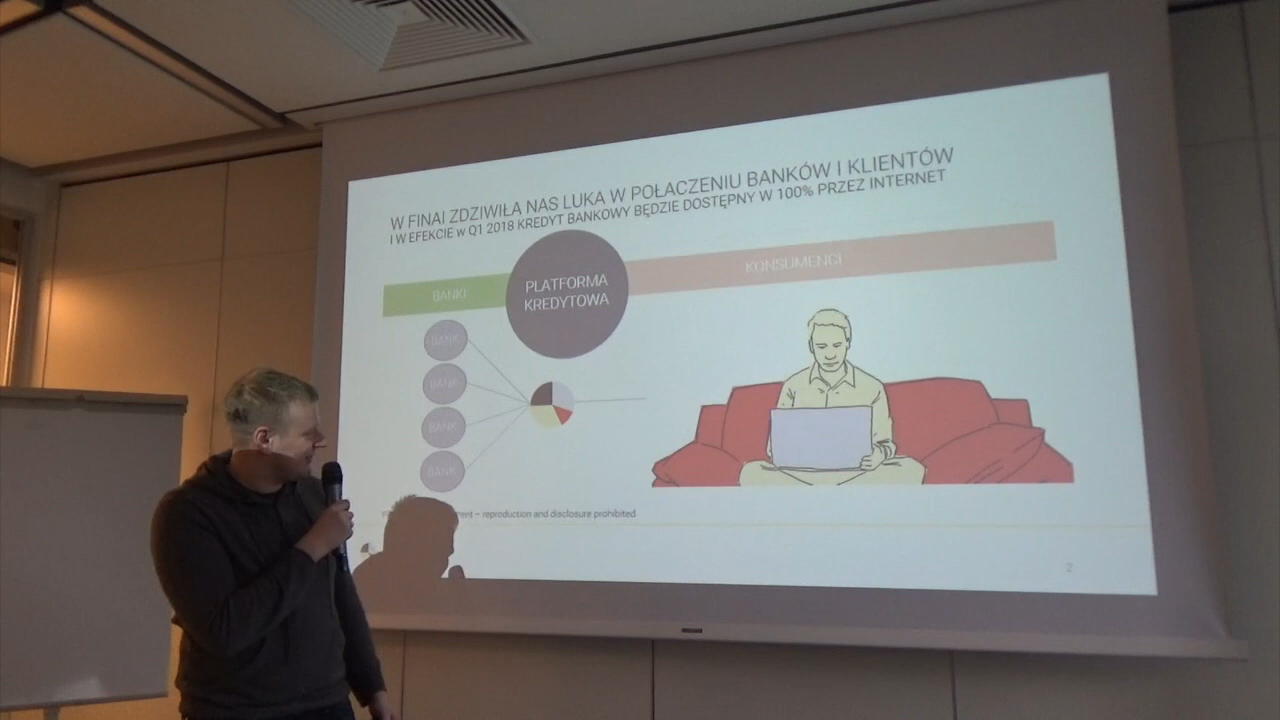 W FINAI ZDZIWIŁA NAS LUKA W POŁACZENIU BANKÓW I KLIENTÓW
I W EFEKCIE w Q1 2018 KREDYT BANKOWY BĘDZIE DOSTĘPNY W 100% PRZEZ INTERNET
BANKI
PLATFORMA
KREDYTOWA
KONSUMENCI
BANK
BANK
BANK
BANK
– reproduction and disclosure prohibited
2